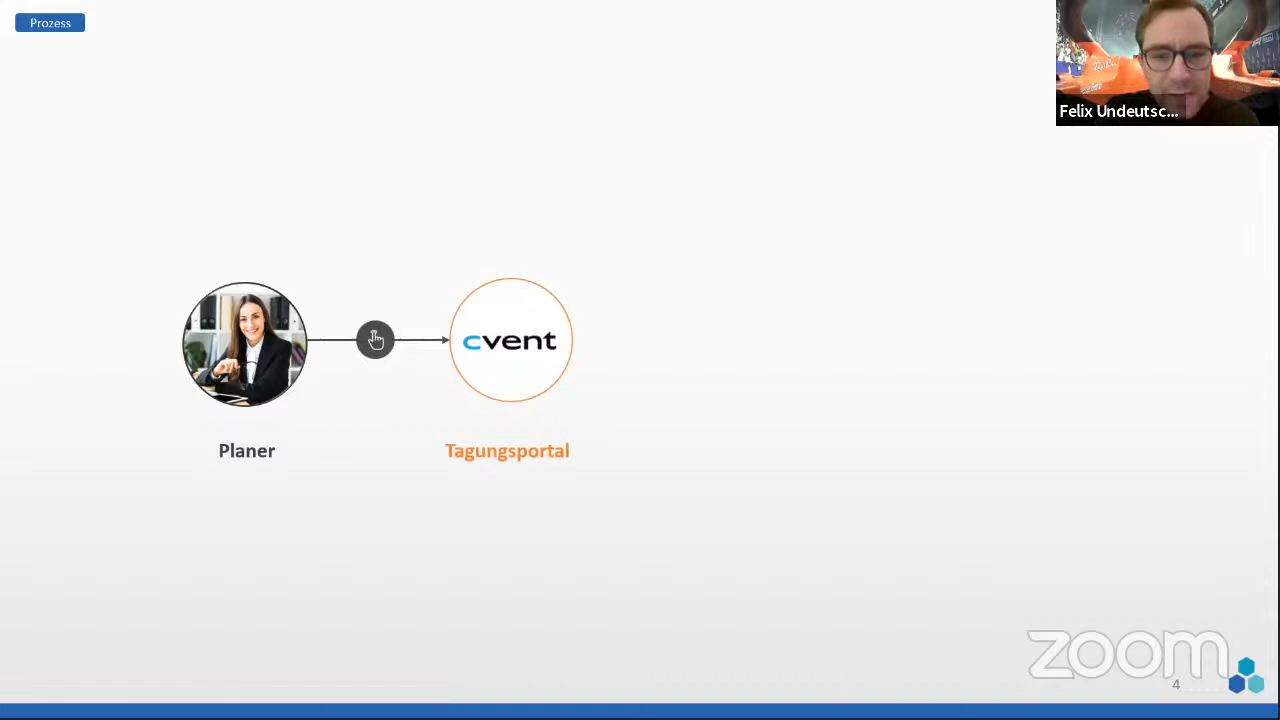 Prozess
Felix Undeutsc...
cvent
Planer
Tagungsportal
zoom
4